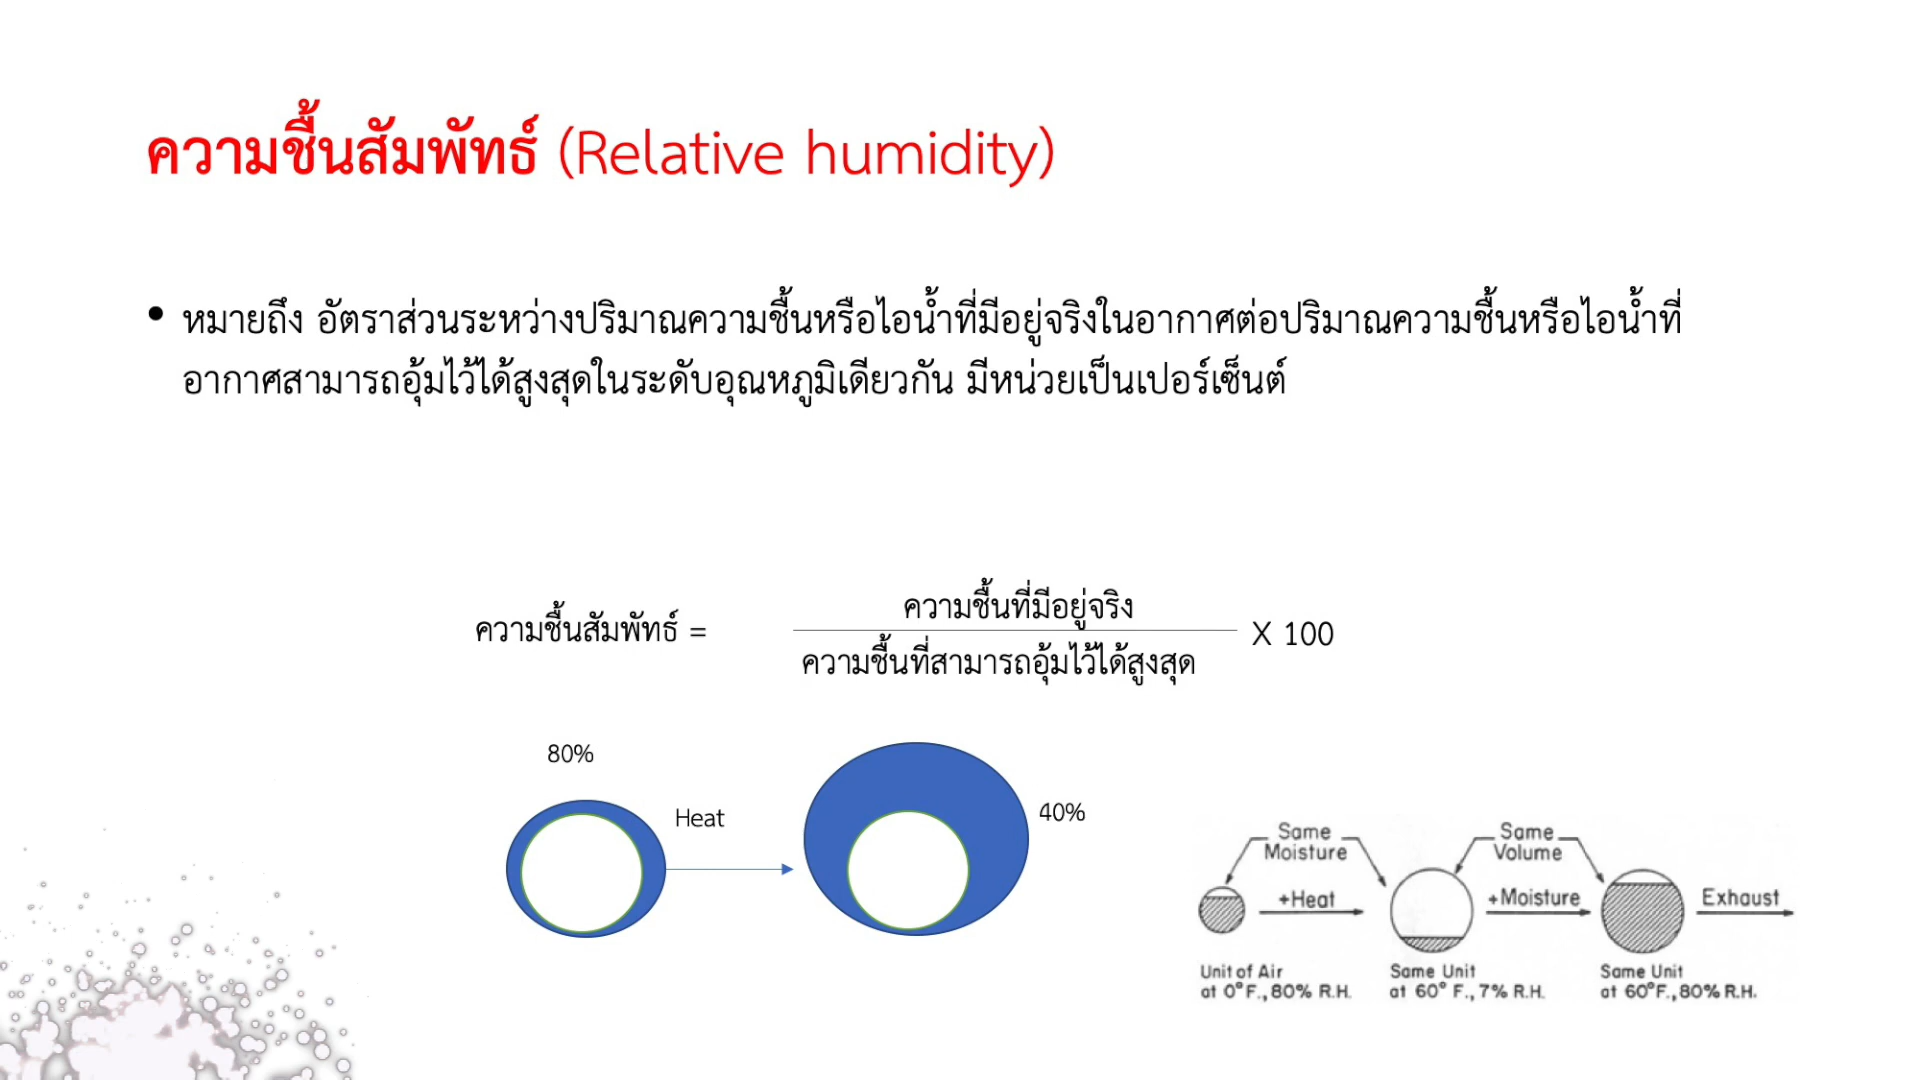 ความชื้นสัมพัทธ์ (Relative humidity)
• หมายถึง อัตราส่วนระหว่างปริมาณความชื้นหรือไอน้ำที่มีอยู่จริงในอากาศต่อปริมาณความชื้นหรือไอน้ำที่
อากาศสามารถอุ้มไว้ได้สูงสุดในระดับอุณหภูมิเดียวกัน มีหน่วยเป็นเปอร์เซ็นต์
ความชื้นสัมพัทธ์ =
ความชื้นที่มีอยู่จริง
ความชื้นที่สามารถอุ้มไว้ได้สูงสุด
X 100
80%
Heat
40%
Same
Moisture
Same
Volume
+Heat
+Moisture
Exhaust
Unit of Air
at 0°F., 80% R.H.
Same Unit
at 60° F., 7% R.H.
Same Unit
at 60°F., 80% R.H.